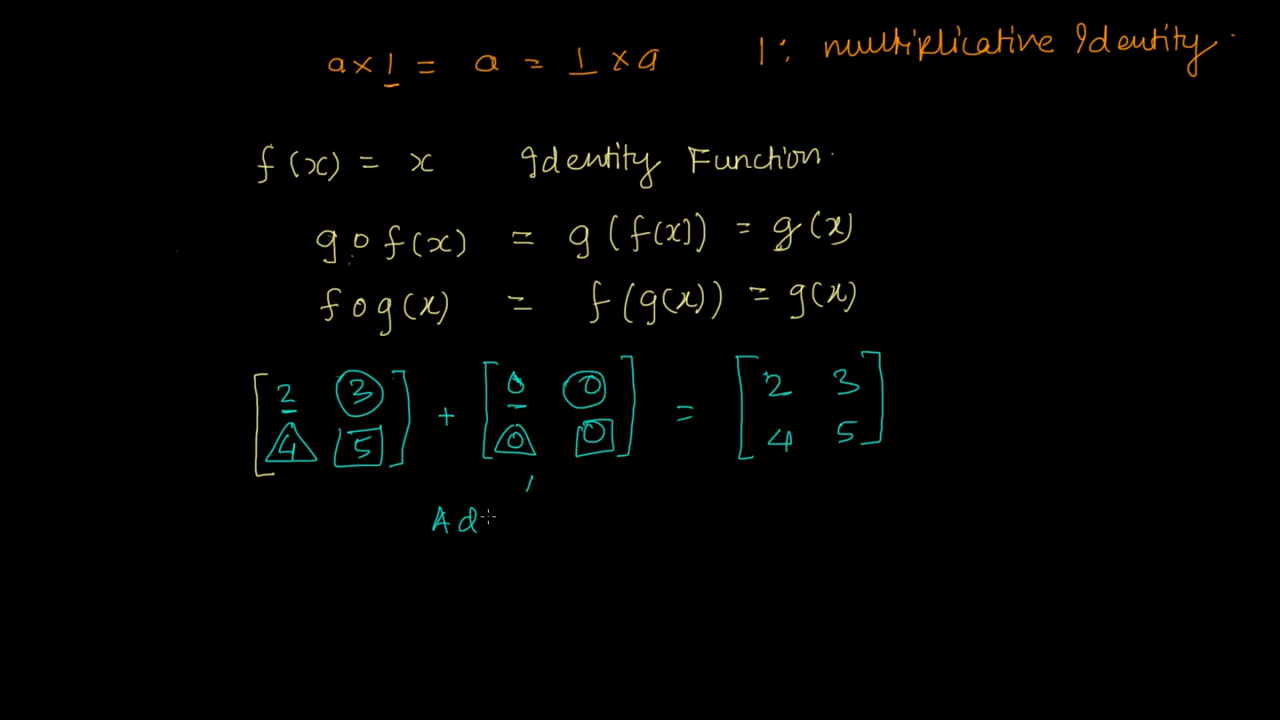 a × 1 = a = 1 × a 1 : multiplicative Identity.
f(x) = x Identity Function.
g o f(x) = g(f(x)) = g(x)
f o g(x) = f(g(x)) = g(x)
[2 3 + [0 0 = [2 3
4 5] 0 0] 4 5]
Ad